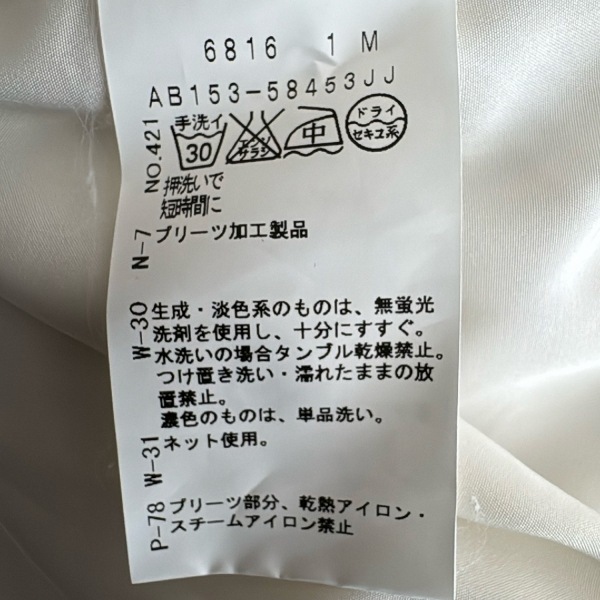 6816 1 M
AB153-58453JJ
NO.421
手洗イ
30
エンソ
サラシ
中
ドライ
セキユ系
押洗いで
短時間に
N-7 プリーツ加工製品
W-30 生成・淡色系のものは、無蛍光
洗剤を使用し、十分にすすぐ。
水洗いの場合タンブル乾燥禁止。
つけ置き洗い・濡れたままの放
置禁止。
濃色のものは、単品洗い。
W-31 ネット使用。
P-78 プリーツ部分、乾熱アイロン・
スチームアイロン禁止